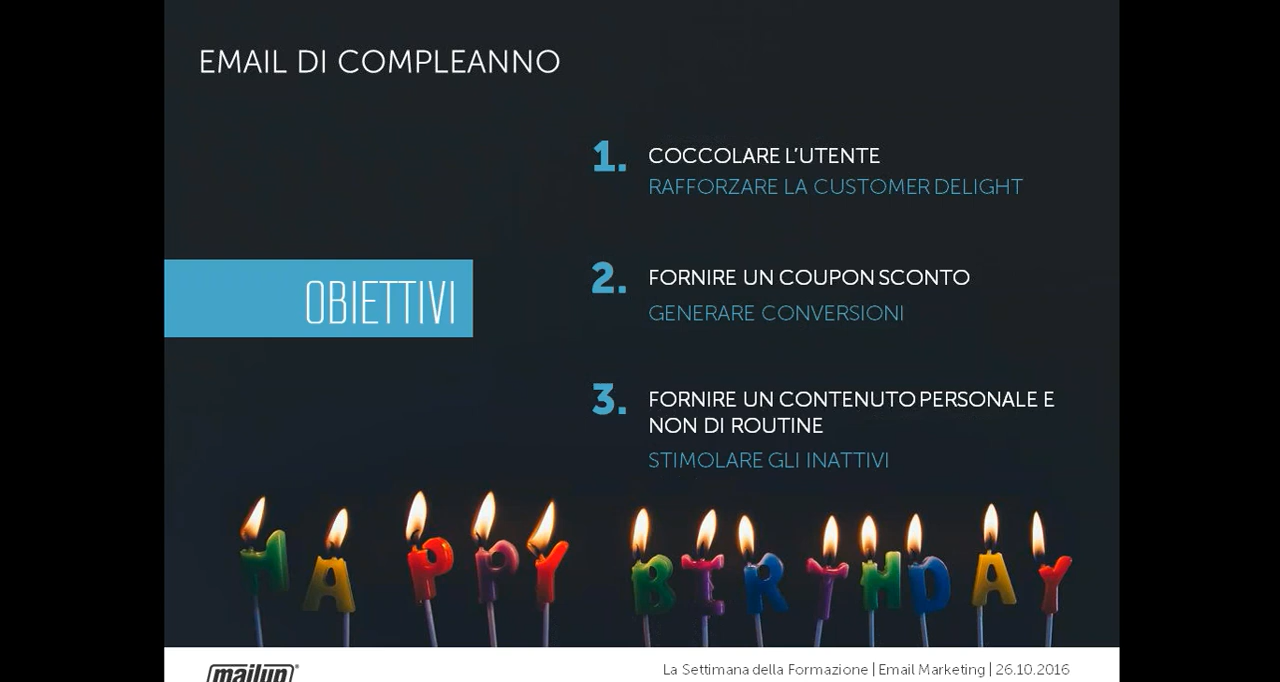 EMAIL DI COMPLEANNO
1. COCCOLARE L'UTENTE
RAFFORZARE LA CUSTOMER DELIGHT
OBIETTIVI
2. FORNIRE UN COUPON SCONTO
GENERARE CONVERSIONI
3. FORNIRE UN CONTENUTO PERSONALE E
NON DI ROUTINE
STIMOLARE GLI INATTIVI
HAPPY BIRTHDAY
mailup®
La Settimana della Formazione | Email Marketing | 26.10.2016